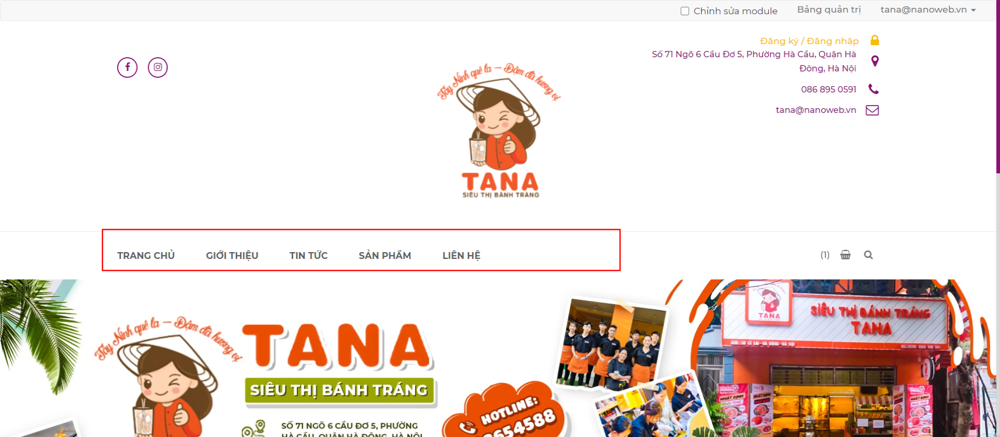 Chỉnh sửa module
Bảng quản trị
tana@nanoweb.vn
Đăng ký / Đăng nhập
Số 71 Ngõ 6 Cầu Đơ 5, Phường Hà Cầu, Quận Hà
Đông, Hà Nội
086 895 0591
tana@nanoweb.vn
Tây Ninh quê ta – Đậm đà hương vị
TANA
SIÊU THỊ BÁNH TRÁNG
TRANG CHỦ
GIỚI THIỆU
TIN TỨC
SẢN PHẨM
LIÊN HỆ
(1)
Tây Ninh quê ta – Đậm đà hương vị
TANA
SIÊU THỊ BÁNH TRÁNG
SỐ 71 NGÕ 6 CẦU ĐƠ 5, PHƯỜNG
HÀ CẦU, QUẬN HÀ ĐÔNG, HÀ NỘI
HOTLINE:
8654588
TANA
SIÊU THỊ BÁNH TRÁNG
TANA